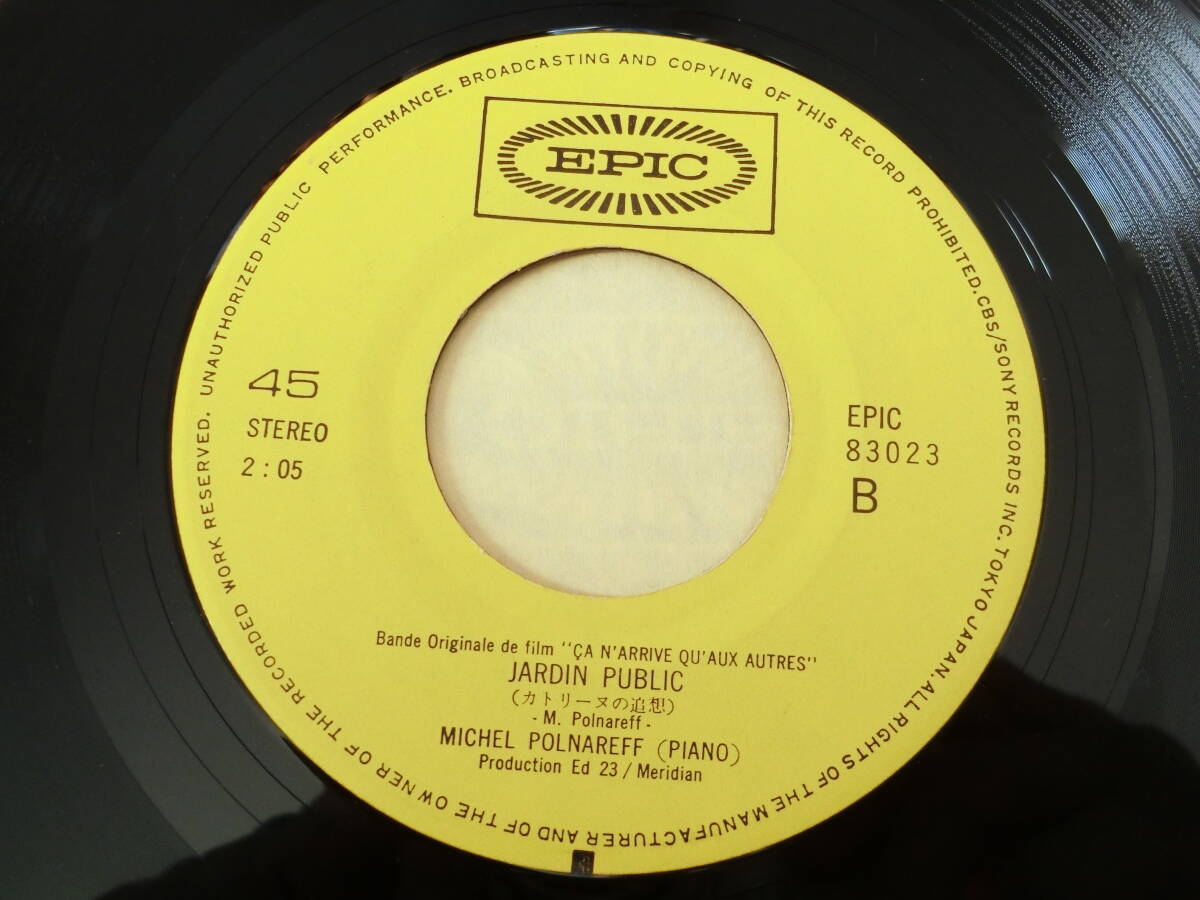 EPIC
45
STEREO
2:05
EPIC
83023
B
Bande Originale de film "ÇA N'ARRIVE QU'AUX AUTRES"
JARDIN PUBLIC
(カトリーヌの追想)
- M. Polnareff -
MICHEL POLNAREFF (PIANO)
Production Ed 23 / Meridian
UNAUTHORIZED PUBLIC PERFORMANCE. BROADCASTING AND COPYING OF THIS RECORD PROHIBITED. CBS/SONY RECORDS INC. TOKYO JAPAN. ALL RIGHTS OF THE MANUFACTURER AND OF THE OWNER OF THE RECORDED WORK RESERVED.